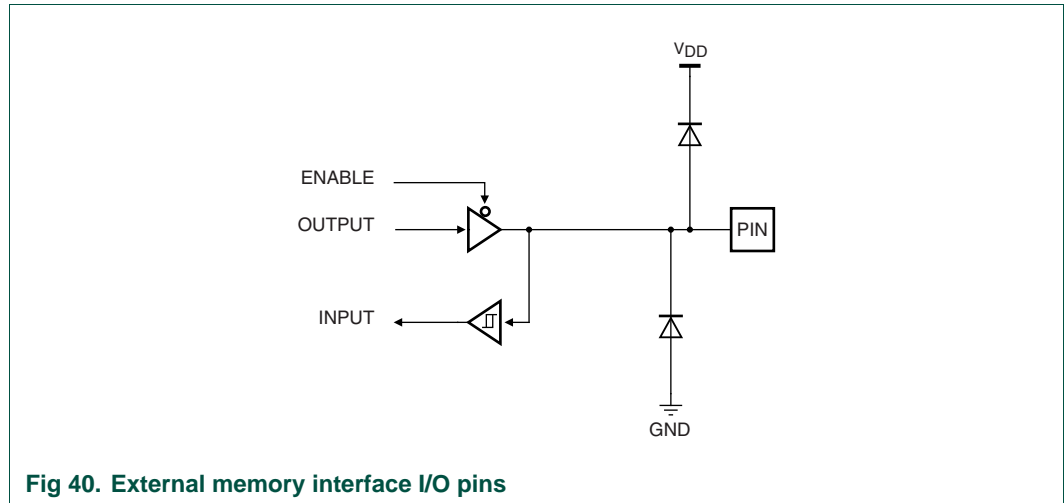 VDD
ENABLE
OUTPUT
PIN
INPUT
GND
Fig 40. External memory interface I/O pins